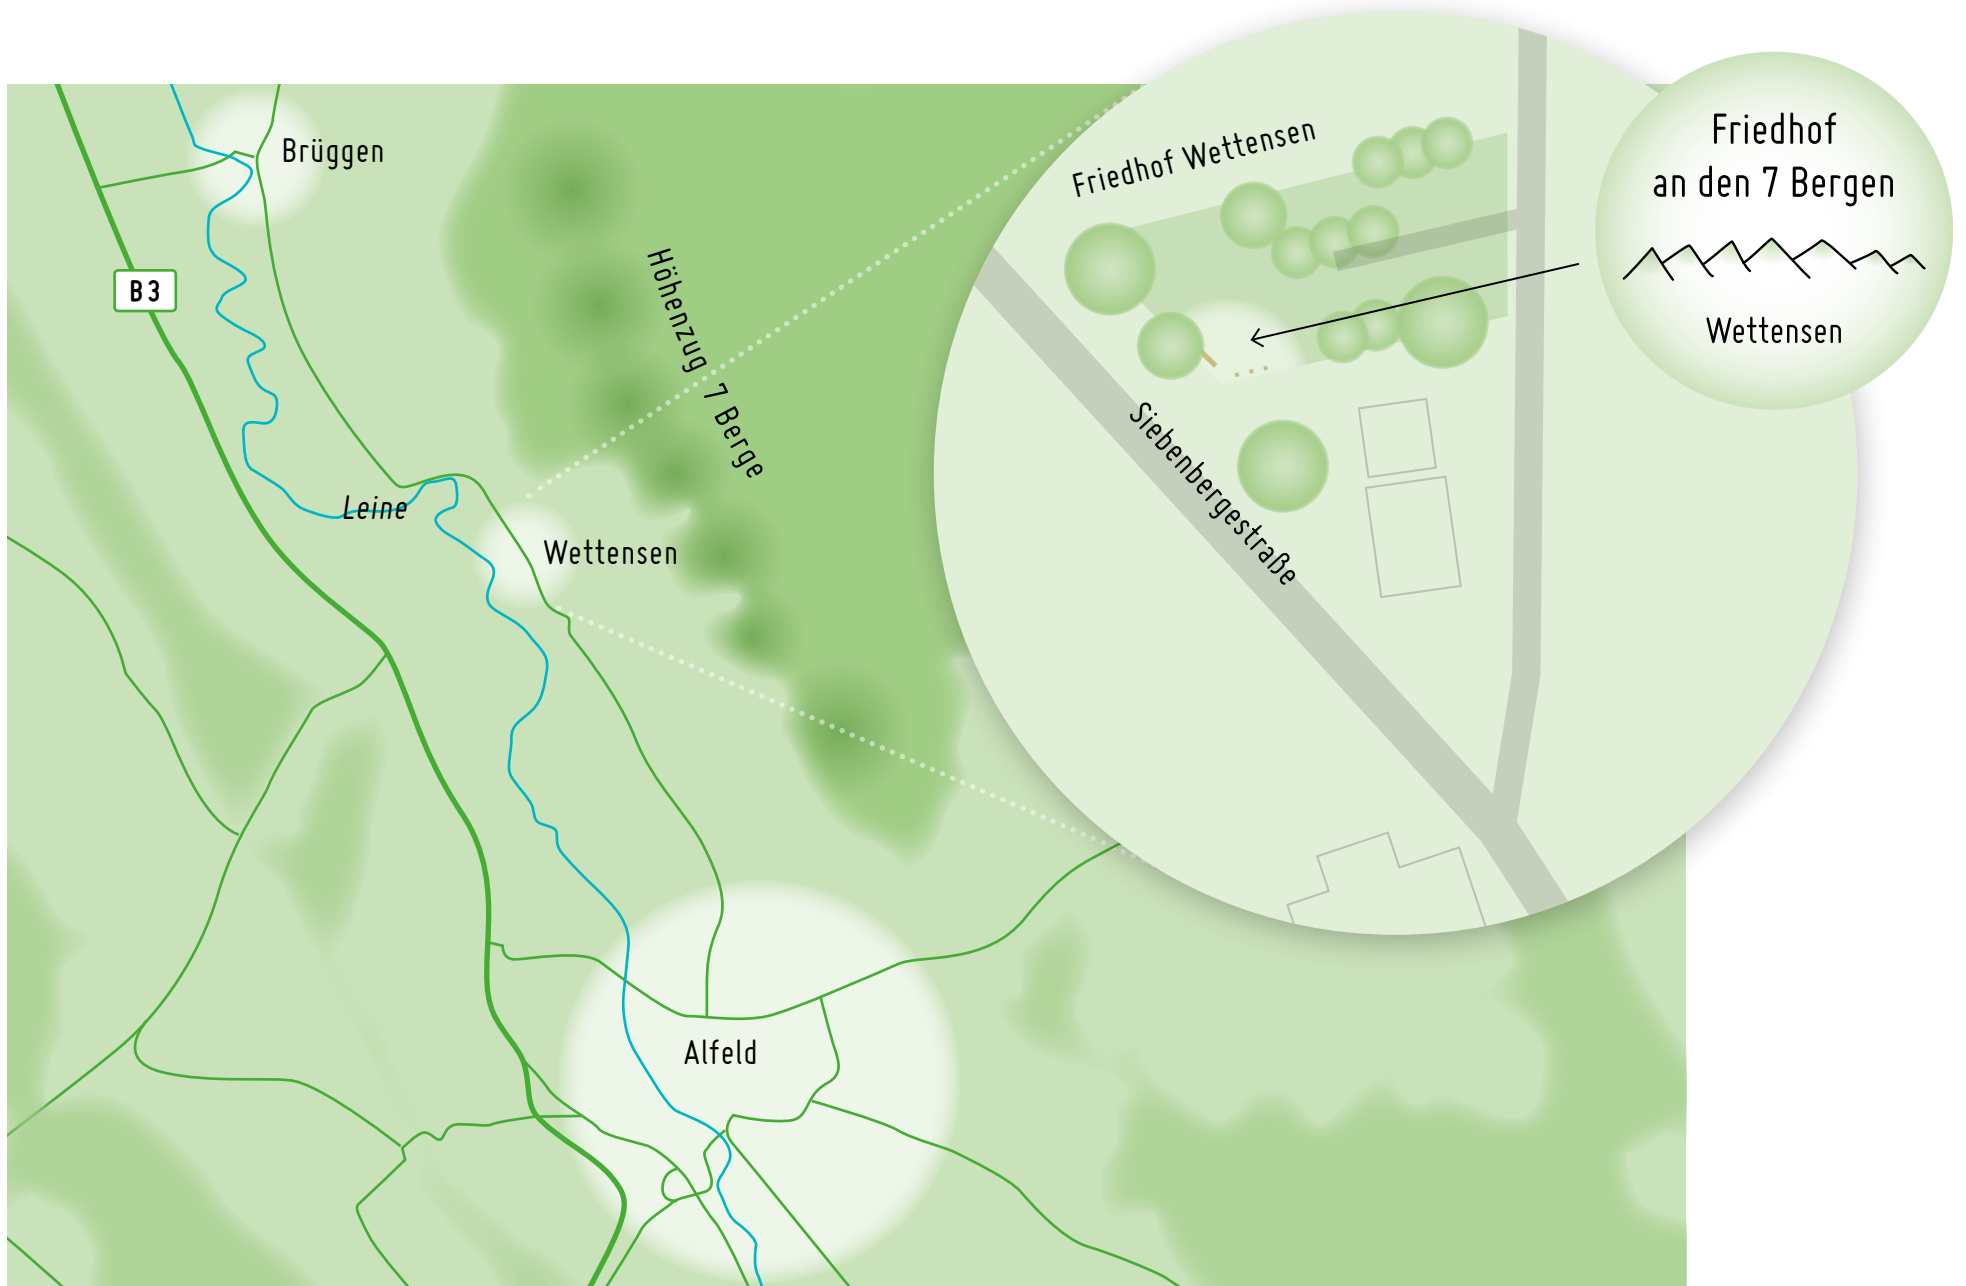 Brüggen
B3
Leine
Wettensen
Höhenzug 7 Berge
Alfeld
Friedhof Wettensen
Siebenbergestraße
Friedhof
an den 7 Bergen
Wettensen